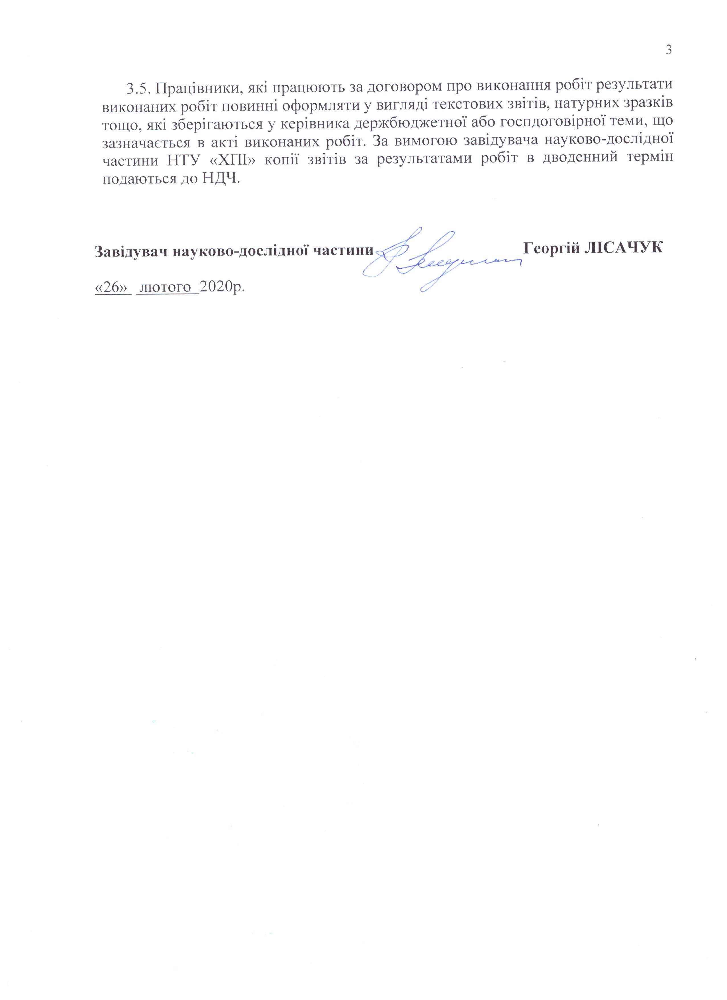 3
3.5. Працівники, які працюють за договором про виконання робіт результати
виконаних робіт повинні оформляти у вигляді текстових звітів, натурних зразків
тощо, які зберігаються у керівника держбюджетної або госпдоговірної теми, що
зазначається в акті виконаних робіт. За вимогою завідувача науково-дослідної
частини НТУ «ХПІ» копії звітів за результатами робіт в дводенний термін
подаються до НДЧ.
Завідувач науково-дослідної частини Георгій ЛІСАЧУК
«26» лютого 2020р.